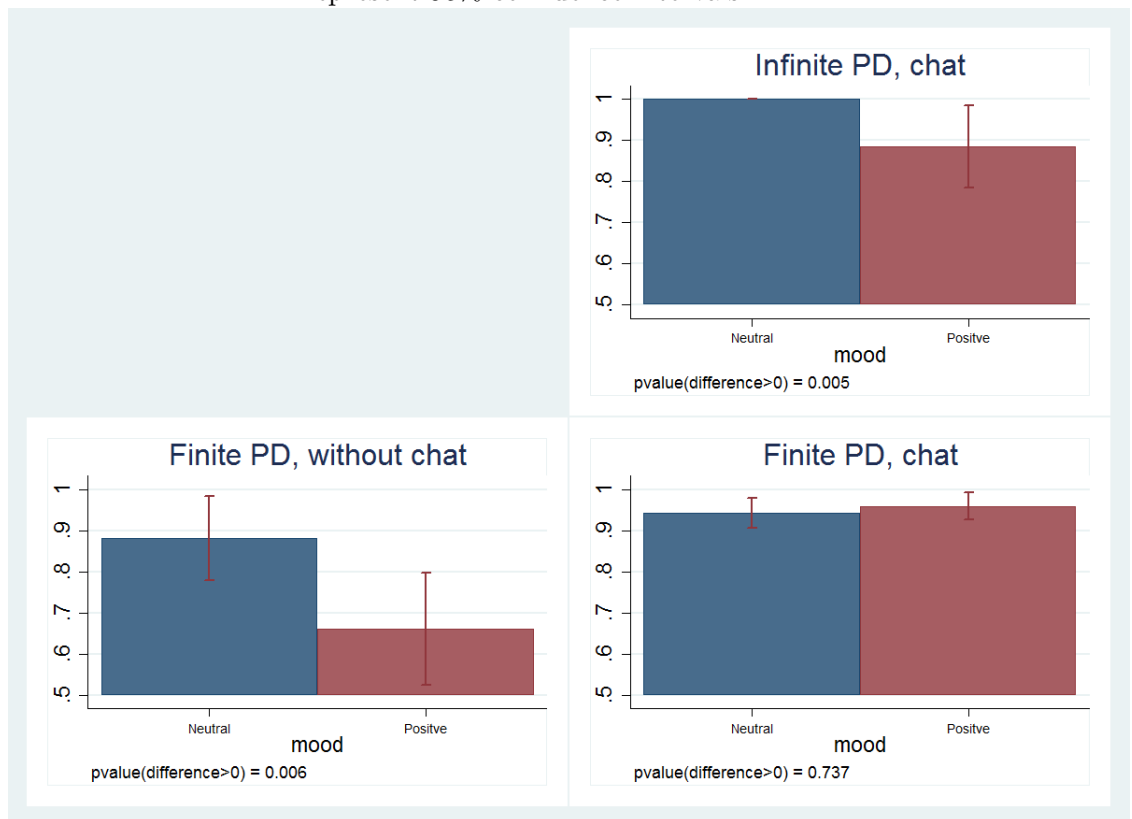 Infinite PD, chat
1
.9
.8
.7
.6
.5
Neutral
Positve
mood
pvalue(difference>0) = 0.005
Finite PD, without chat
1
.9
.8
.7
.6
.5
Neutral
Positve
mood
pvalue(difference>0) = 0.006
Finite PD, chat
1
.9
.8
.7
.6
.5
Neutral
Positve
mood
pvalue(difference>0) = 0.737